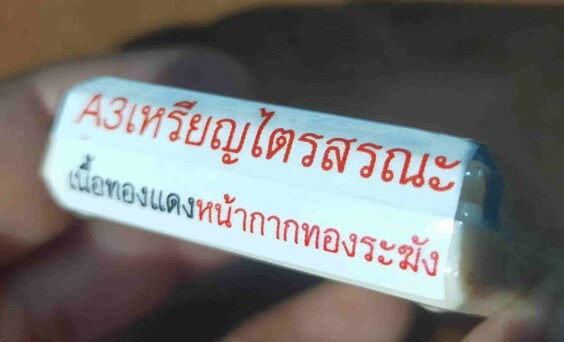 A3เหรียญไตรสรณะ
เนื้อทองแดงหน้ากากทองระฆัง